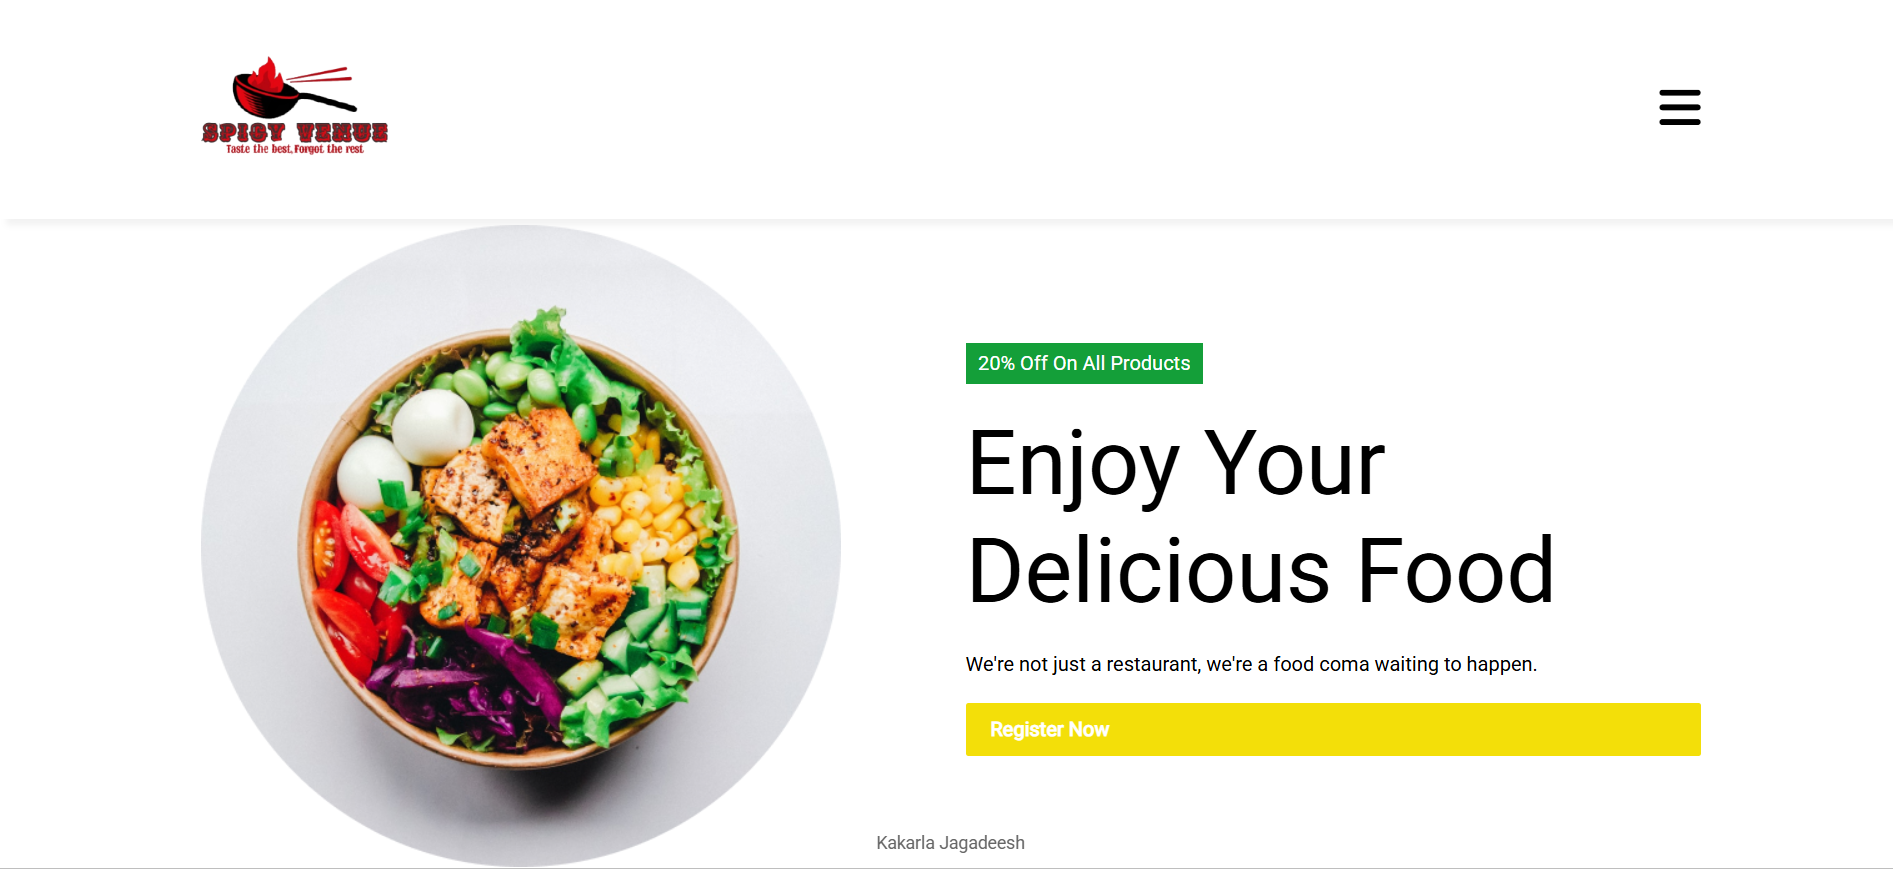 SPICY VENUE
Taste the best, Forgot the rest
20% Off On All Products
Enjoy Your
Delicious Food
We're not just a restaurant, we're a food coma waiting to happen.
Register Now
Kakarla Jagadeesh